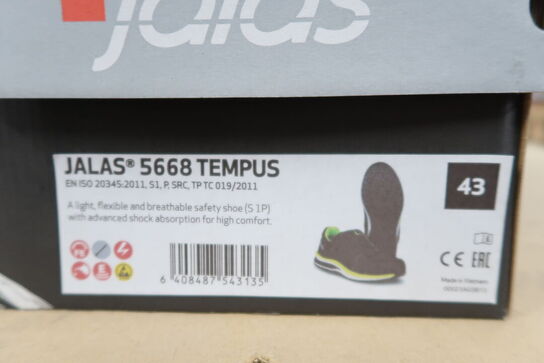 jalas
JALAS® 5668 TEMPUS
EN ISO 20345:2011, S1, P, SRC, TP TC 019/2011
A light, flexible and breathable safety shoe (S 1P)
with advanced shock absorption for high comfort.
43
6 408487 543135
CE EAC
Made in Vietnam